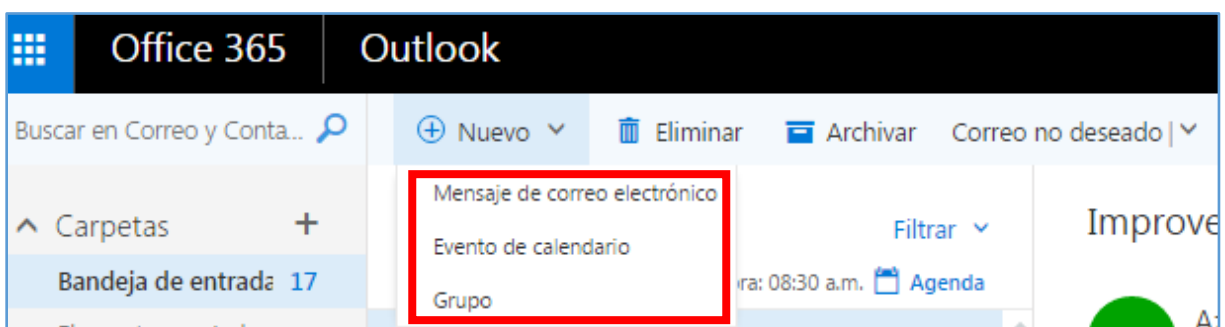 Office 365 Outlook
Buscar en Correo y Conta... Nuevo Eliminar Archivar Correo no deseado |
Mensaje de correo electrónico
Carpetas + Filtrar Improve
Evento de calendario
Bandeja de entrada 17 08:30 a.m. Agenda
Grupo